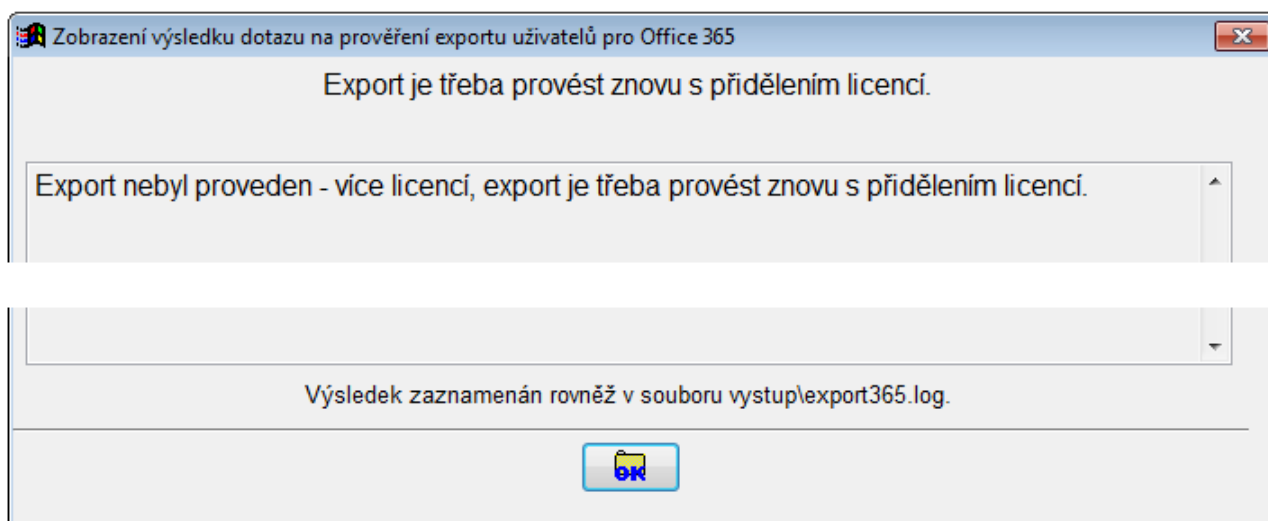 Zobrazení výsledku dotazu na prověření exportu uživatelů pro Office 365
Export je třeba provést znovu s přidělením licencí.
Export nebyl proveden - více licencí, export je třeba provést znovu s přidělením licencí.
Výsledek zaznamenán rovněž v souboru vystup\export365.log.
OK